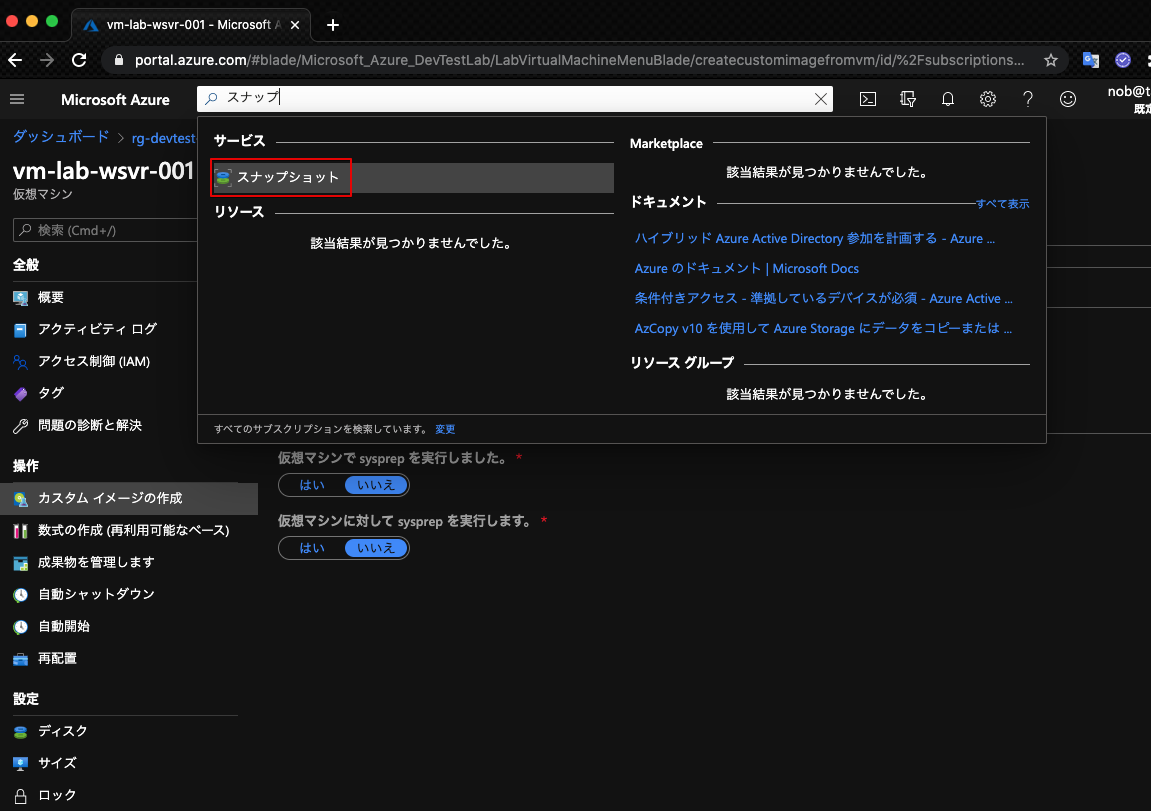 vm-lab-wsvr-001 - Microsoft A
portal.azure.com/#blade/Microsoft_Azure_DevTestLab/LabVirtualMachineMenuBlade/createcustomimagefromvm/id/%2Fsubscriptions...
Microsoft Azure
スナップ
nob@t
既定
ダッシュボード > rg-devtest-
vm-lab-wsvr-001
仮想マシン
検索 (Cmd+/)
全般
概要
アクティビティ ログ
アクセス制御 (IAM)
タグ
問題の診断と解決
操作
カスタム イメージの作成
数式の作成 (再利用可能なベース)
成果物を管理します
自動シャットダウン
自動開始
再配置
設定
ディスク
サイズ
ロック
サービス
スナップショット
リソース
該当結果が見つかりませんでした。
Marketplace
該当結果が見つかりませんでした。
ドキュメント
すべて表示
ハイブリッド Azure Active Directory 参加を計画する - Azure ...
Azure のドキュメント | Microsoft Docs
条件付きアクセス - 準拠しているデバイスが必須 - Azure Active ...
AzCopy v10 を使用して Azure Storage にデータをコピーまたは ...
リソース グループ
該当結果が見つかりませんでした。
すべてのサブスクリプションを検索しています。 変更
仮想マシンで sysprep を実行しました。 *
はい いいえ
仮想マシンに対して sysprep を実行します。 *
はい いいえ